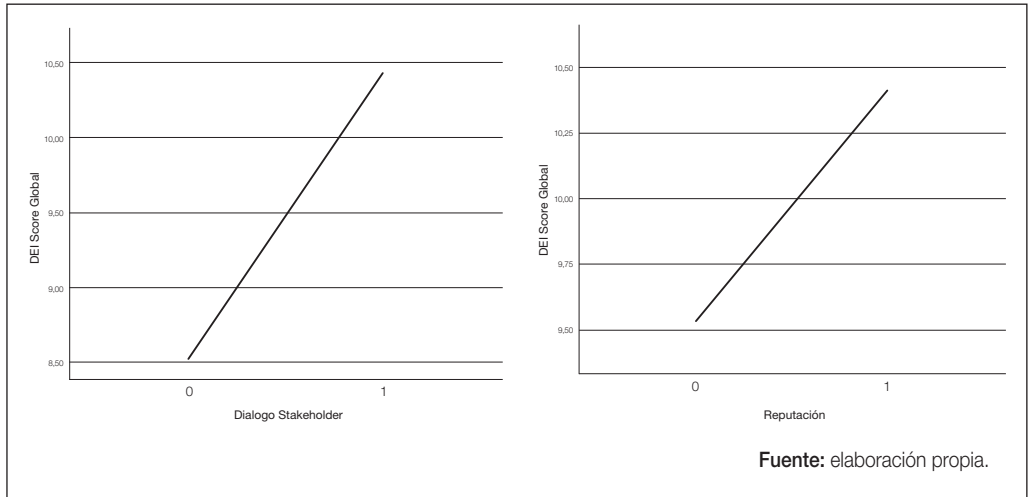 10,50
10,00
9,50
9,00
8,50
DEI Score Global
0 1
Dialogo Stakeholder
10,50
10,25
10,00
9,75
9,50
DEI Score Global
0 1
Reputación
Fuente: elaboración propia.